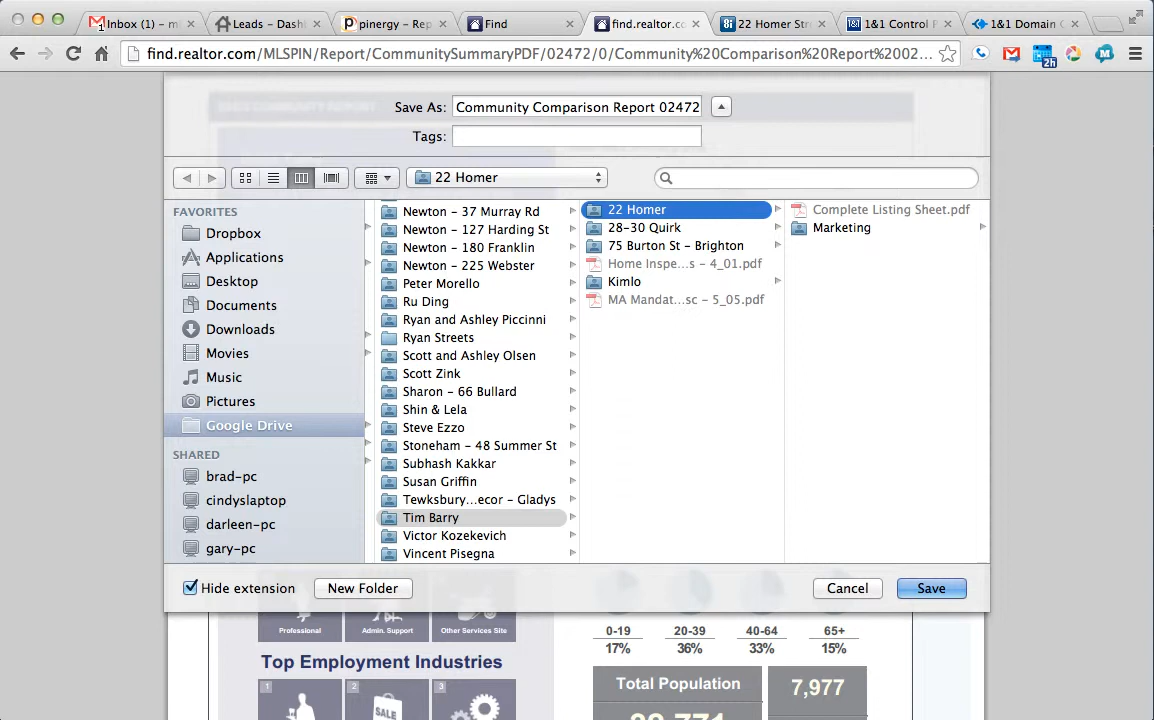 Inbox (1) – m
Leads – Dash
pinergy – Rep
Find
find.realtor.co
22 Homer Str
1&1 Control P
1&1 Domain C
find.realtor.com/MLSPIN/Report/CommunitySummaryPDF/02472/0/Community%20Comparison%20Report%2002...
2h
Save As: Community Comparison Report 02472
Tags:
22 Homer
FAVORITES
Dropbox
Applications
Desktop
Documents
Downloads
Movies
Music
Pictures
Google Drive
SHARED
brad-pc
cindyslaptop
darleen-pc
gary-pc
Newton – 37 Murray Rd
Newton – 127 Harding St
Newton – 180 Franklin
Newton – 225 Webster
Peter Morello
Ru Ding
Ryan and Ashley Piccinni
Ryan Streets
Scott and Ashley Olsen
Scott Zink
Sharon – 66 Bullard
Shin & Lela
Steve Ezzo
Stoneham – 48 Summer St
Subhash Kakkar
Susan Griffin
Tewksbury...ecor – Gladys
Tim Barry
Victor Kozekevich
Vincent Pisegna
22 Homer
28-30 Quirk
75 Burton St – Brighton
Home Inspe...s – 4_01.pdf
Kimlo
MA Mandat...sc – 5_05.pdf
Complete Listing Sheet.pdf
Marketing
Hide extension
New Folder
Cancel
Save
Professional
Admin. Support
Other Services Site
0-19
20-39
40-64
65+
17%
36%
33%
15%
Top Employment Industries
1
2
3
SALE
Total Population
7,977